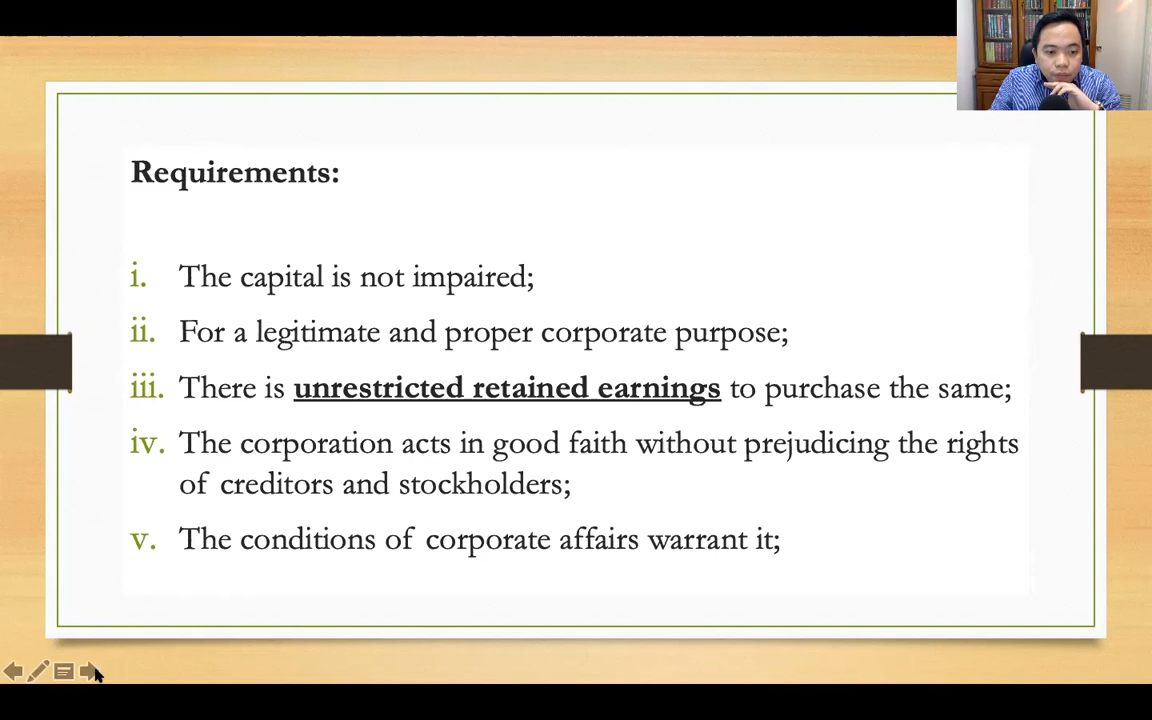 Requirements:
i. The capital is not impaired;
ii. For a legitimate and proper corporate purpose;
iii. There is unrestricted retained earnings to purchase the same;
iv. The corporation acts in good faith without prejudicing the rights
of creditors and stockholders;
v. The conditions of corporate affairs warrant it;